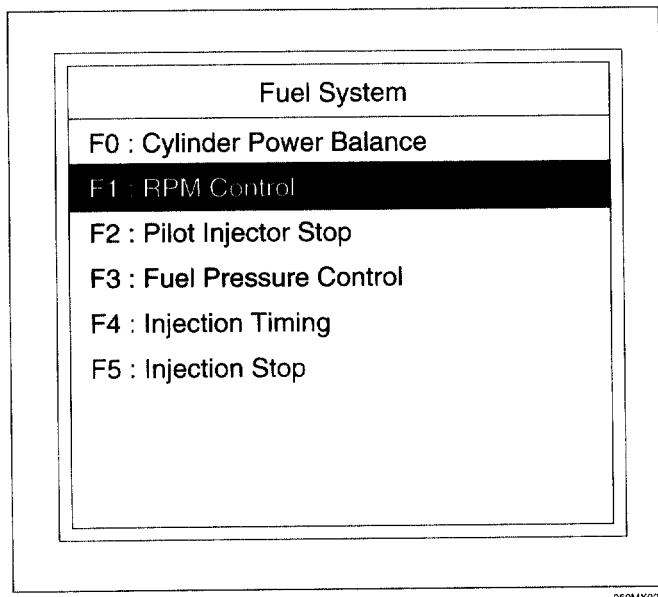 Fuel System
F0 : Cylinder Power Balance
F1 : RPM Control
F2 : Pilot Injector Stop
F3 : Fuel Pressure Control
F4 : Injection Timing
F5 : Injection Stop